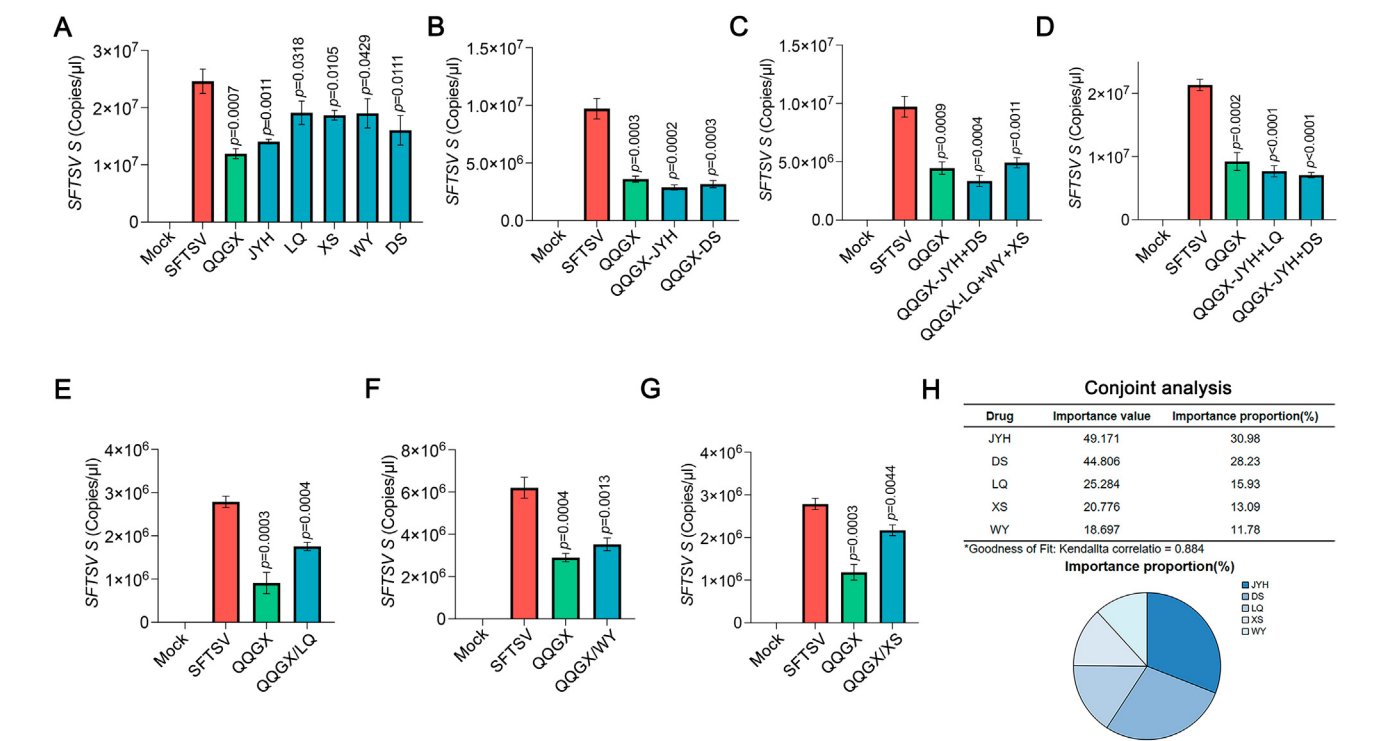 A
SFTSV S (Copies/μl)
3×10⁷
2×10⁷
1×10⁷
0
p=0.0007
p=0.0011
p=0.0318
p=0.0105
p=0.0429
p=0.0111
Mock
SFTSV
QQGX
JYH
LQ
XS
WY
DS
B
SFTSV S (Copies/μl)
1.5×10⁷
1.0×10⁷
5.0×10⁶
0.0
p=0.0003
p=0.0002
p=0.0003
Mock
SFTSV
QQGX
QQGX-JYH
QQGX-DS
C
SFTSV S (Copies/μl)
1.5×10⁷
1.0×10⁷
5.0×10⁶
0.0
p=0.0009
p=0.0004
p=0.0011
Mock
SFTSV
QQGX
QQGX-JYH+DS
QQGX-LQ+WY+XS
D
SFTSV S (Copies/μl)
2×10⁷
1×10⁷
0
p=0.0002
p<0.0001
p<0.0001
Mock
SFTSV
QQGX
QQGX-JYH+LQ
QQGX-JYH+DS
E
SFTSV S (Copies/μl)
4×10⁶
3×10⁶
2×10⁶
1×10⁶
0
p=0.0003
p=0.0004
Mock
SFTSV
QQGX
QQGX/LQ
F
SFTSV S (Copies/μl)
8×10⁶
6×10⁶
4×10⁶
2×10⁶
0
p=0.0004
p=0.0013
Mock
SFTSV
QQGX
QQGX/WY
G
SFTSV S (Copies/μl)
4×10⁶
3×10⁶
2×10⁶
1×10⁶
0
p=0.0003
p=0.0044
Mock
SFTSV
QQGX
QQGX/XS
H
Conjoint analysis
Drug Importance value Importance proportion(%)
JYH 49.171 30.98
DS 44.806 28.23
LQ 25.284 15.93
XS 20.776 13.09
WY 18.697 11.78
*Goodness of Fit: Kendallta correlatio = 0.884
Importance proportion(%)
JYH
DS
LQ
XS
WY